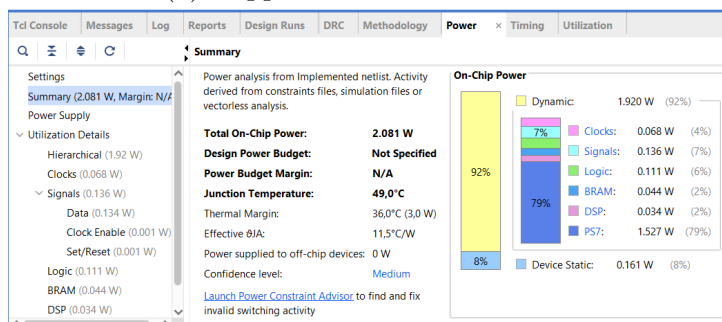 Tcl Console Messages Log Reports Design Runs DRC Methodology Power × Timing Utilization
Settings
Summary (2.081 W, Margin: N/A
Power Supply
Utilization Details
Hierarchical (1.92 W)
Clocks (0.068 W)
Signals (0.136 W)
Data (0.134 W)
Clock Enable (0.001 W)
Set/Reset (0.001 W)
Logic (0.111 W)
BRAM (0.044 W)
DSP (0.034 W)
Summary
Power analysis from Implemented netlist. Activity
derived from constraints files, simulation files or
vectorless analysis.
Total On-Chip Power: 2.081 W
Design Power Budget: Not Specified
Power Budget Margin: N/A
Junction Temperature: 49,0°C
Thermal Margin: 36,0°C (3,0 W)
Effective ϑJA: 11,5°C/W
Power supplied to off-chip devices: 0 W
Confidence level: Medium
Launch Power Constraint Advisor to find and fix
invalid switching activity
On-Chip Power
92%
8%
Dynamic: 1.920 W (92%)
7%
79%
Clocks: 0.068 W (4%)
Signals: 0.136 W (7%)
Logic: 0.111 W (6%)
BRAM: 0.044 W (2%)
DSP: 0.034 W (2%)
PS7: 1.527 W (79%)
Device Static: 0.161 W (8%)